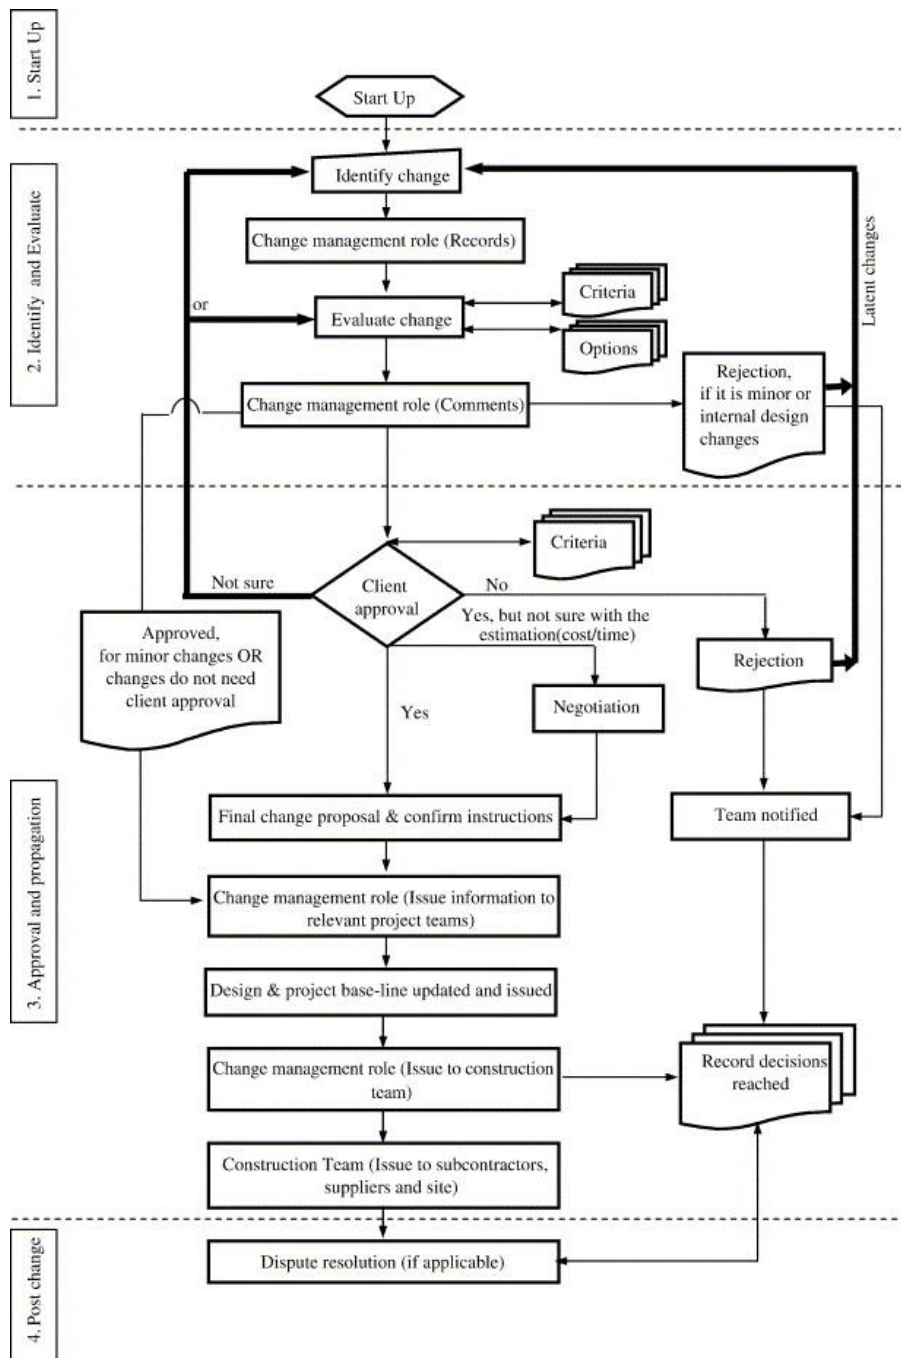 1. Start Up
Start Up
2. Identify and Evaluate
Identify change
Change management role (Records)
or
Evaluate change
Criteria
Options
Latent changes
Change management role (Comments)
Rejection,
if it is minor or
internal design
changes
Criteria
Not sure
Client
approval
No
Yes, but not sure with the
estimation(cost/time)
Approved,
for minor changes OR
changes do not need
client approval
Rejection
Negotiation
Yes
3. Approval and propagation
Final change proposal & confirm instructions
Team notified
Change management role (Issue information to
relevant project teams)
Design & project base-line updated and issued
Change management role (Issue to construction
team)
Record decisions
reached
Construction Team (Issue to subcontractors,
suppliers and site)
4. Post change
Dispute resolution (if applicable)